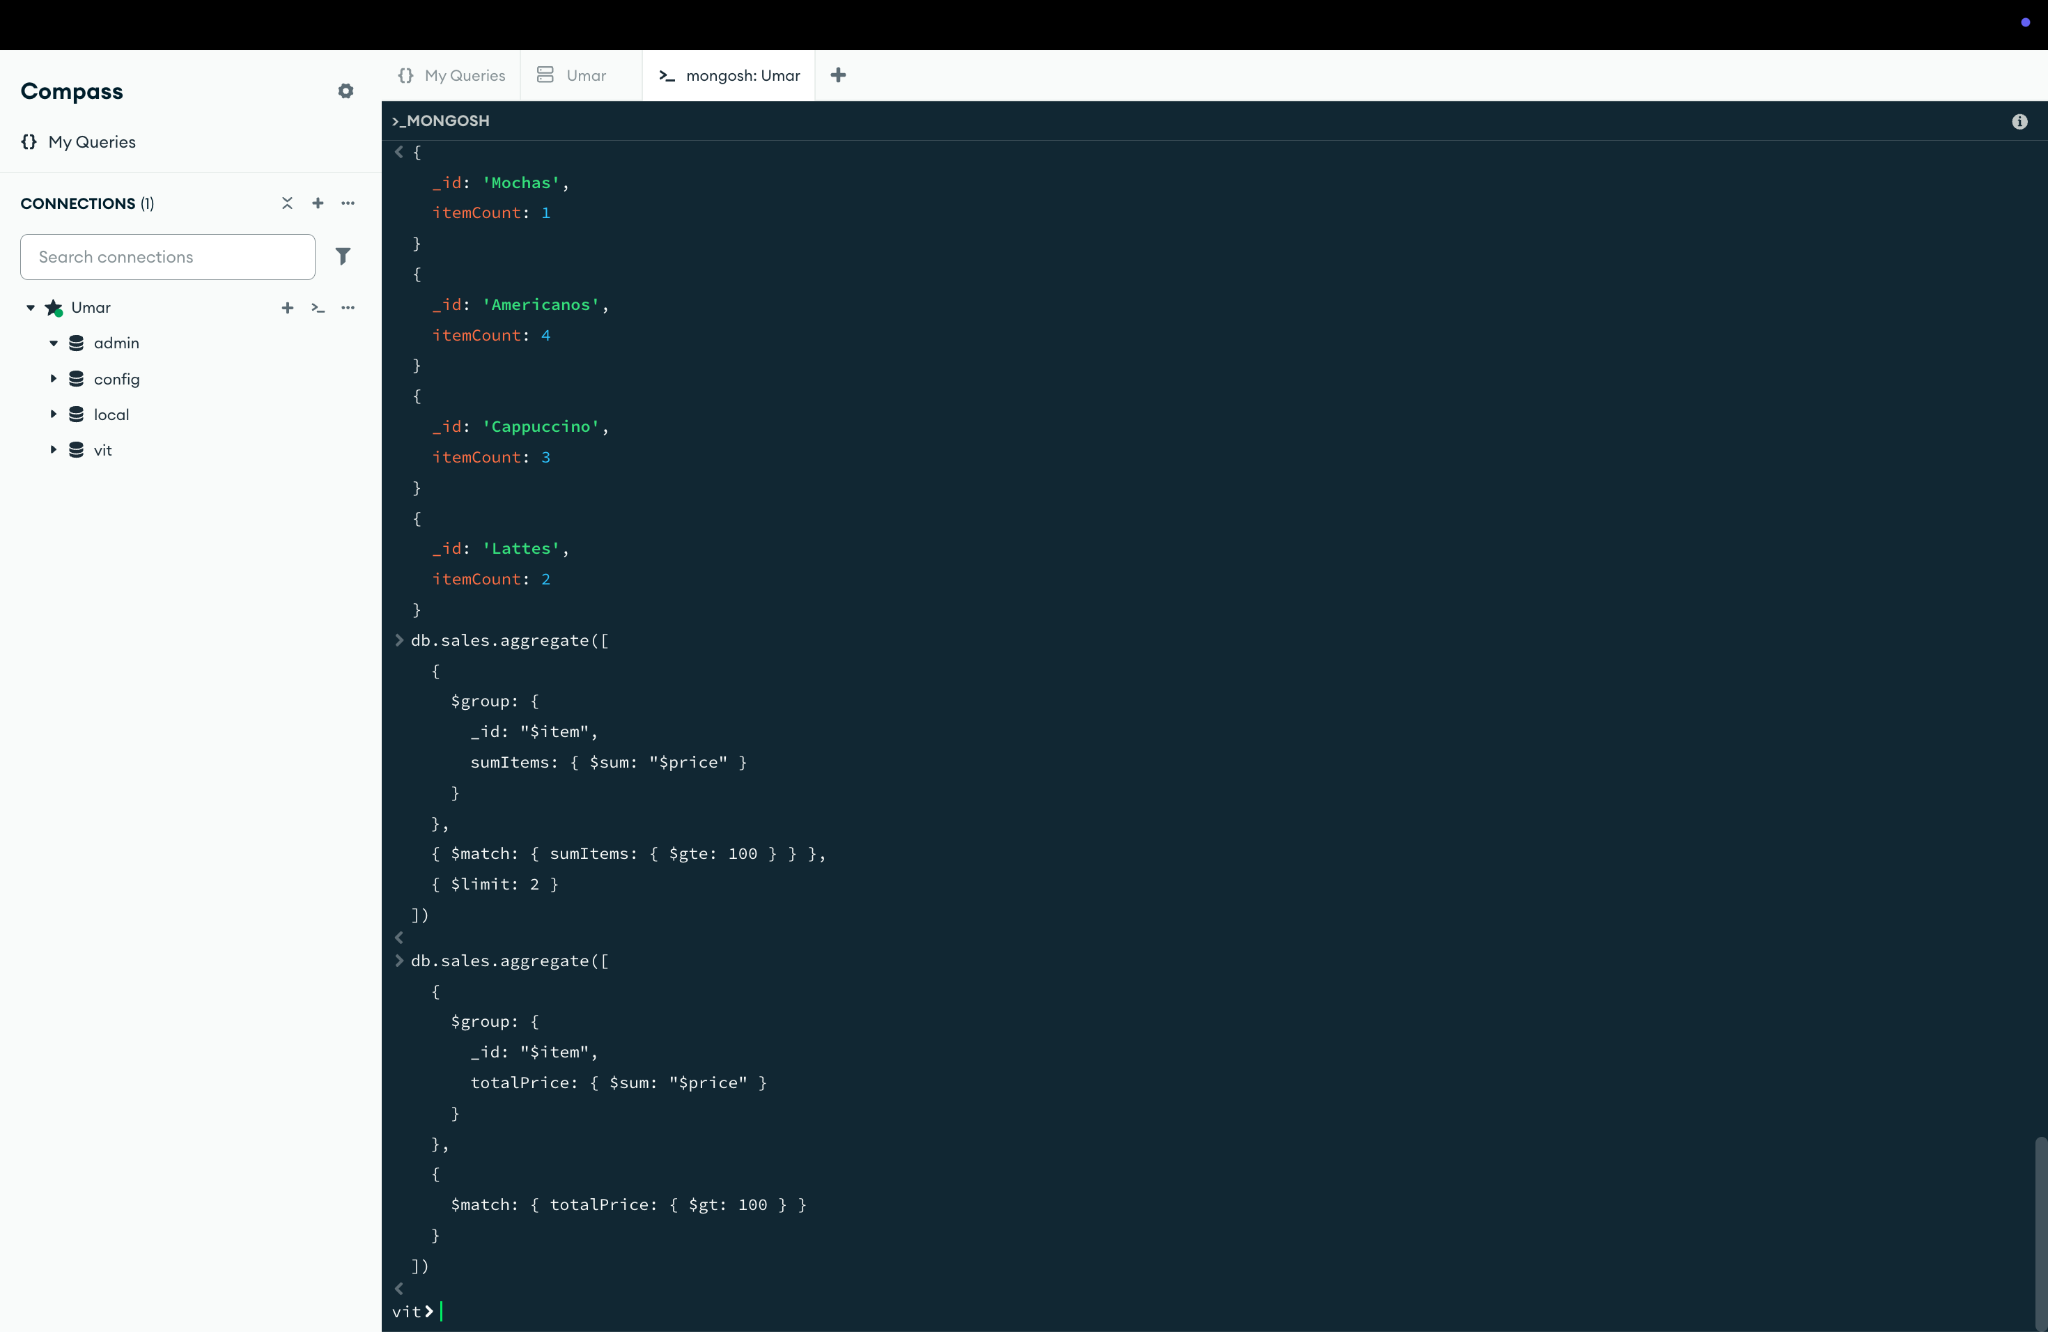 Compass
{} My Queries
CONNECTIONS (1)
Search connections
Umar
admin
config
local
vit
{} My Queries
Umar
>_ mongosh: Umar
>_MONGOSH
{
_id: 'Mochas',
itemCount: 1
}
{
_id: 'Americanos',
itemCount: 4
}
{
_id: 'Cappuccino',
itemCount: 3
}
{
_id: 'Lattes',
itemCount: 2
}
> db.sales.aggregate([
{
$group: {
_id: "$item",
sumItems: { $sum: "$price" }
}
},
{ $match: { sumItems: { $gte: 100 } } },
{ $limit: 2 }
])
<
> db.sales.aggregate([
{
$group: {
_id: "$item",
totalPrice: { $sum: "$price" }
}
},
{
$match: { totalPrice: { $gt: 100 } }
}
])
<
vit>